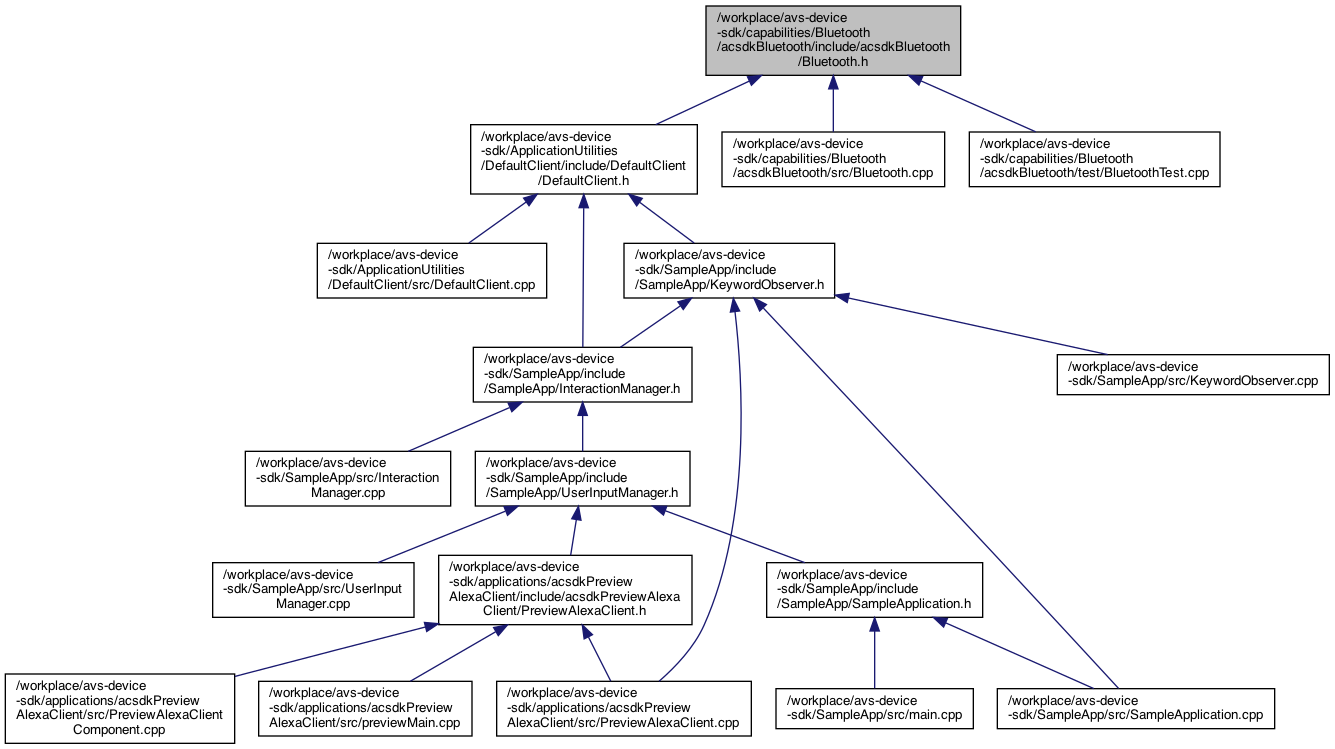 /workplace/avs-device
-sdk/capabilities/Bluetooth
/acsdkBluetooth/include/acsdkBluetooth
/Bluetooth.h
/workplace/avs-device
-sdk/ApplicationUtilities
/DefaultClient/include/DefaultClient
/DefaultClient.h
/workplace/avs-device
-sdk/capabilities/Bluetooth
/acsdkBluetooth/src/Bluetooth.cpp
/workplace/avs-device
-sdk/capabilities/Bluetooth
/acsdkBluetooth/test/BluetoothTest.cpp
/workplace/avs-device
-sdk/ApplicationUtilities
/DefaultClient/src/DefaultClient.cpp
/workplace/avs-device
-sdk/SampleApp/include
/SampleApp/KeywordObserver.h
/workplace/avs-device
-sdk/SampleApp/include
/SampleApp/InteractionManager.h
/workplace/avs-device
-sdk/SampleApp/src/KeywordObserver.cpp
/workplace/avs-device
-sdk/SampleApp/src/Interaction
Manager.cpp
/workplace/avs-device
-sdk/SampleApp/include
/SampleApp/UserInputManager.h
/workplace/avs-device
-sdk/SampleApp/src/UserInput
Manager.cpp
/workplace/avs-device
-sdk/applications/acsdkPreview
AlexaClient/include/acsdkPreviewAlexa
Client/PreviewAlexaClient.h
/workplace/avs-device
-sdk/SampleApp/include
/SampleApp/SampleApplication.h
/workplace/avs-device
-sdk/applications/acsdkPreview
AlexaClient/src/PreviewAlexaClient
Component.cpp
/workplace/avs-device
-sdk/applications/acsdkPreview
AlexaClient/src/previewMain.cpp
/workplace/avs-device
-sdk/applications/acsdkPreview
AlexaClient/src/PreviewAlexaClient.cpp
/workplace/avs-device
-sdk/SampleApp/src/main.cpp
/workplace/avs-device
-sdk/SampleApp/src/SampleApplication.cpp